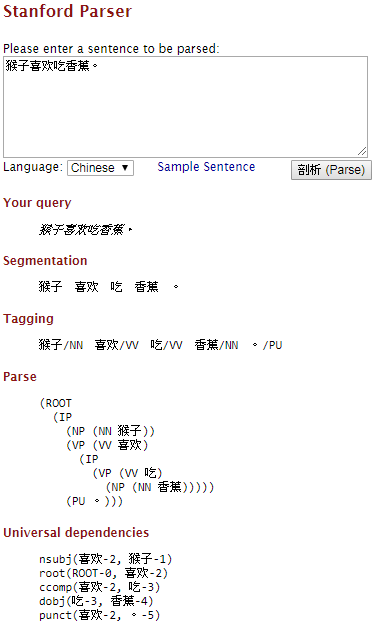 Stanford Parser
Please enter a sentence to be parsed:
猴子喜欢吃香蕉。
Language: Chinese Sample Sentence 剖析 (Parse)
Your query
猴子喜欢吃香蕉。
Segmentation
猴子 喜欢 吃 香蕉 。
Tagging
猴子/NN 喜欢/VV 吃/VV 香蕉/NN 。/PU
Parse
(ROOT
(IP
(NP (NN 猴子))
(VP (VV 喜欢)
(IP
(VP (VV 吃)
(NP (NN 香蕉)))))
(PU 。)))
Universal dependencies
nsubj(喜欢-2, 猴子-1)
root(ROOT-0, 喜欢-2)
ccomp(喜欢-2, 吃-3)
dobj(吃-3, 香蕉-4)
punct(喜欢-2, 。-5)